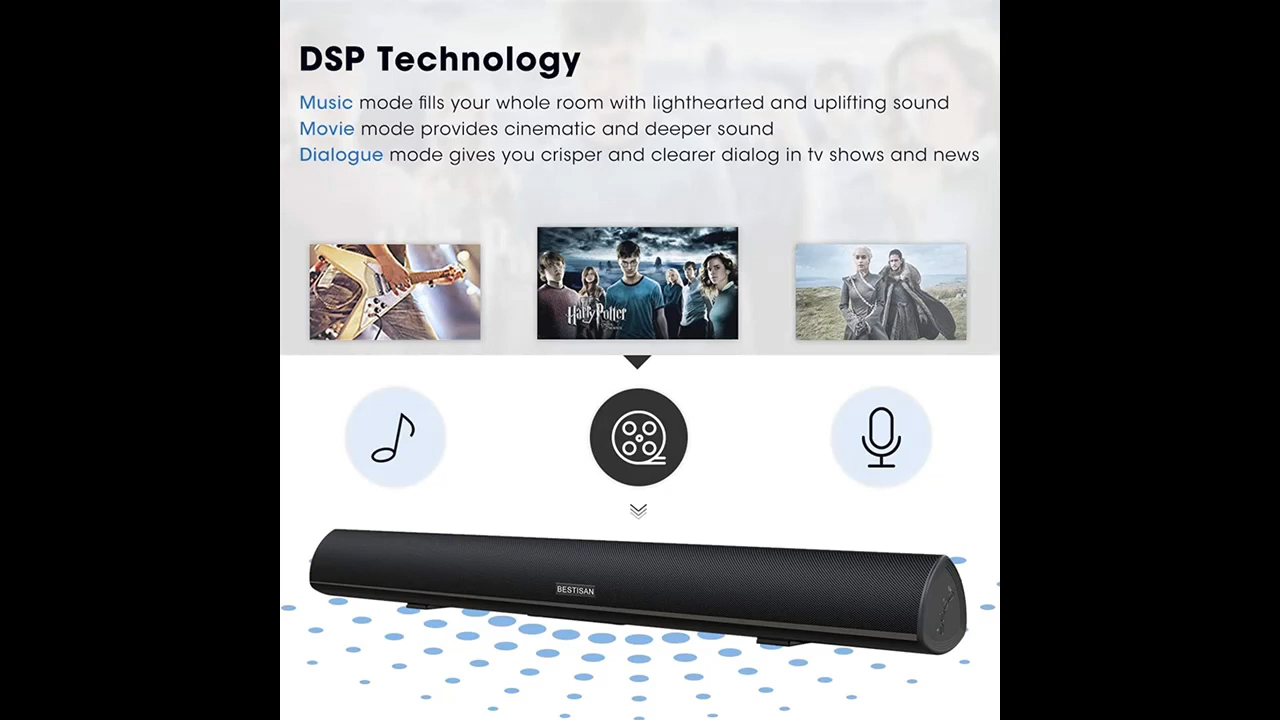 DSP Technology
Music mode fills your whole room with lighthearted and uplifting sound
Movie mode provides cinematic and deeper sound
Dialogue mode gives you crisper and clearer dialog in tv shows and news
Harry Potter
BESTISAN